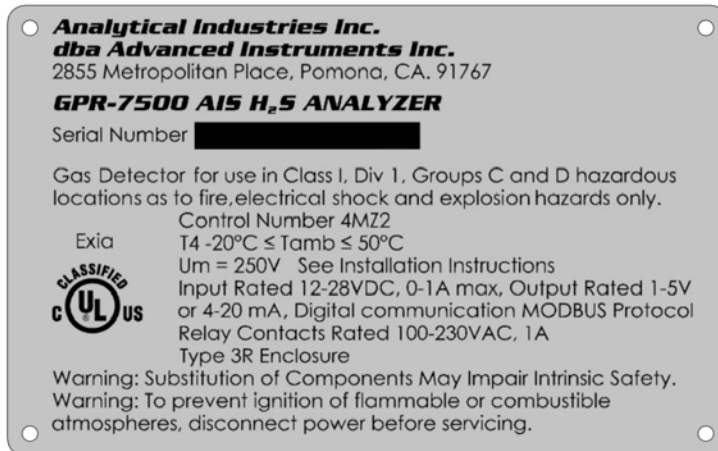 Analytical Industries Inc.
dba Advanced Instruments Inc.
2855 Metropolitan Place, Pomona, CA. 91767
GPR-7500 AIS H₂S ANALYZER
Serial Number
Gas Detector for use in Class I, Div 1, Groups C and D hazardous
locations as to fire,electrical shock and explosion hazards only.
Control Number 4MZ2
Exia T4 -20°C ≤ Tamb ≤ 50°C
Um = 250V See Installation Instructions
Input Rated 12-28VDC, 0-1A max, Output Rated 1-5V
or 4-20 mA, Digital communication MODBUS Protocol
Relay Contacts Rated 100-230VAC, 1A
Type 3R Enclosure
CLASSIFIED
C UL ® US
Warning: Substitution of Components May Impair Intrinsic Safety.
Warning: To prevent ignition of flammable or combustible
atmospheres, disconnect power before servicing.